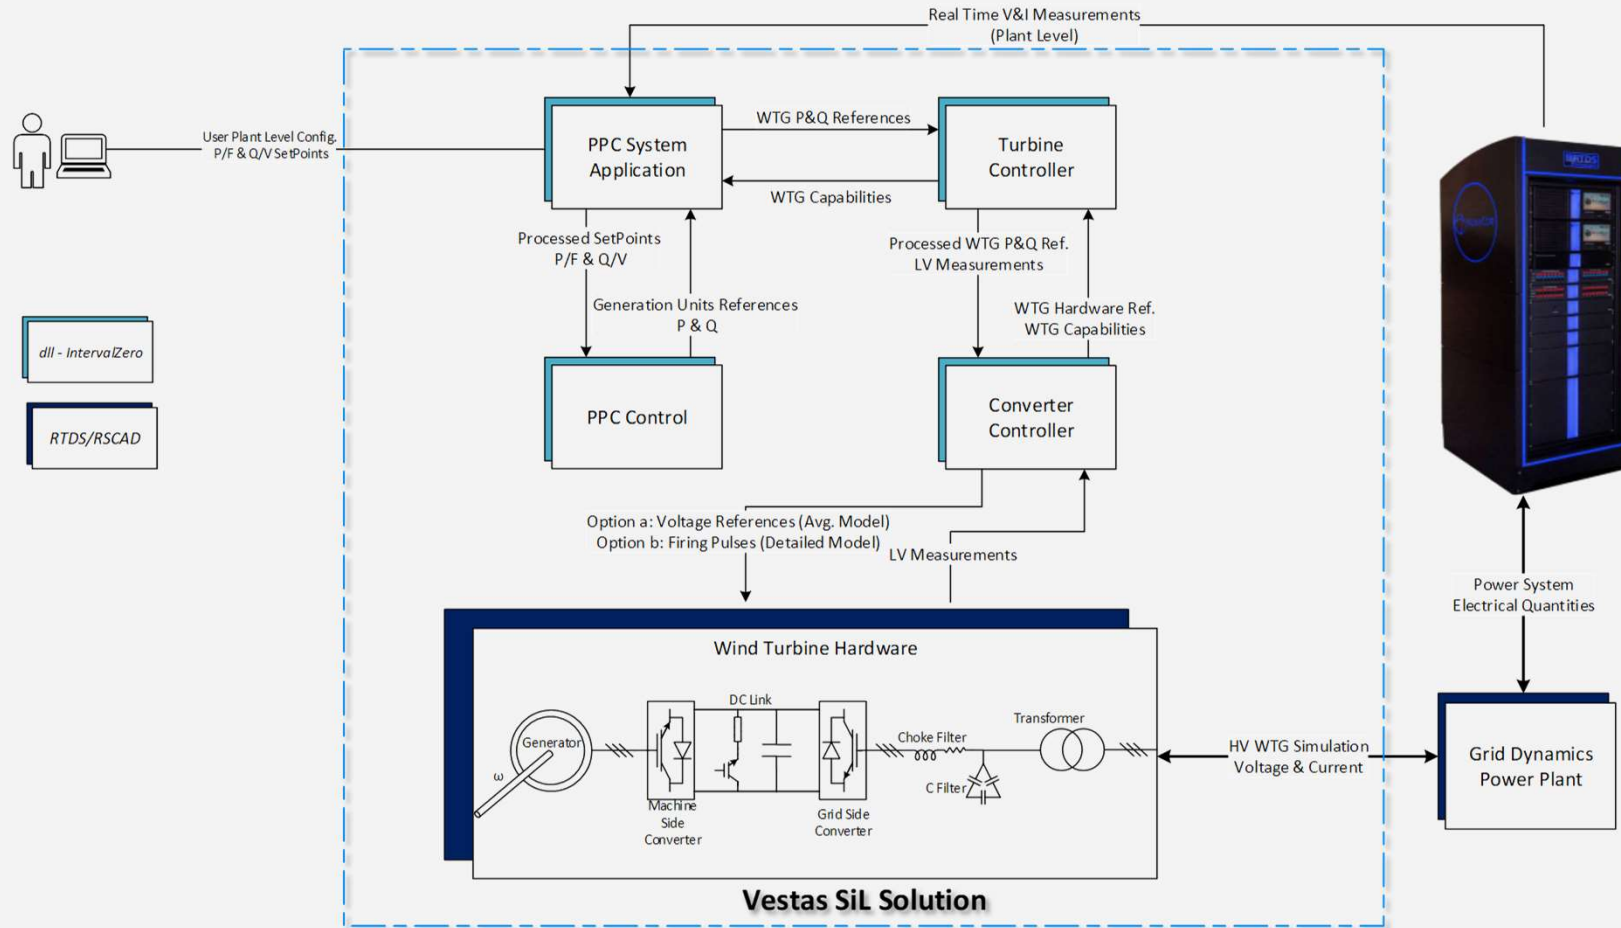 Real Time V&I Measurements
(Plant Level)
User Plant Level Config.
P/F & Q/V SetPoints
PPC System
Application
WTG P&Q References
WTG Capabilities
Turbine
Controller
RTDS
Processed SetPoints
P/F & Q/V
Generation Units References
P & Q
Processed WTG P&Q Ref.
LV Measurements
WTG Hardware Ref.
WTG Capabilities
dll - IntervalZero
RTDS/RSCAD
PPC Control
Converter
Controller
Option a: Voltage References (Avg. Model)
Option b: Firing Pulses (Detailed Model)
LV Measurements
Power System
Electrical Quantities
Wind Turbine Hardware
Generator
ω
Machine
Side
Converter
DC Link
Grid Side
Converter
Choke Filter
C Filter
Transformer
HV WTG Simulation
Voltage & Current
Grid Dynamics
Power Plant
Vestas SiL Solution